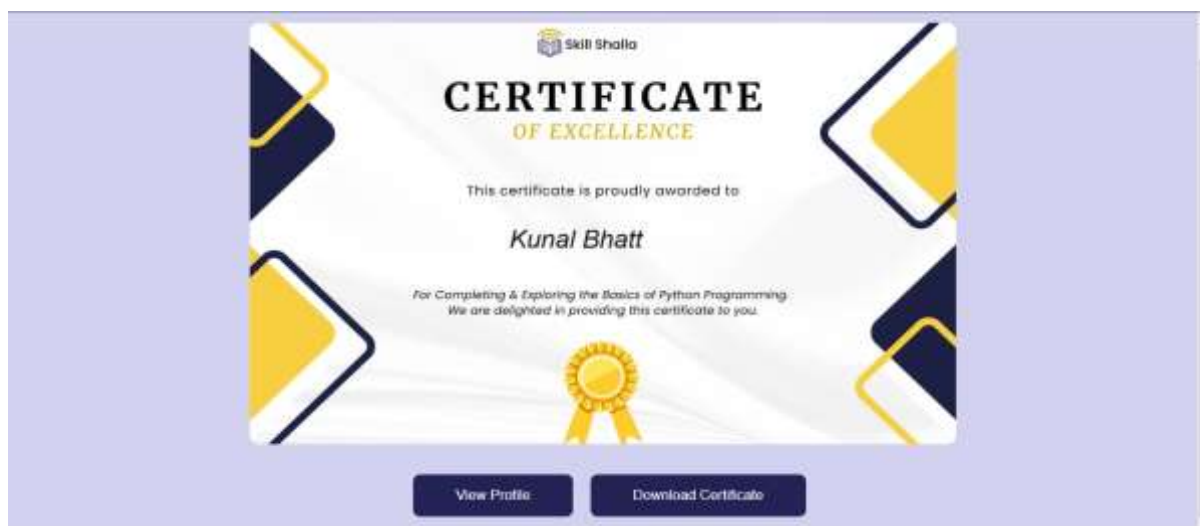 Skill Shalla
CERTIFICATE
OF EXCELLENCE
This certificate is proudly awarded to
Kunal Bhatt
For Completing & Exploring the Basics of Python Programming.
We are delighted in providing this certificate to you.
View Profile
Download Certificate